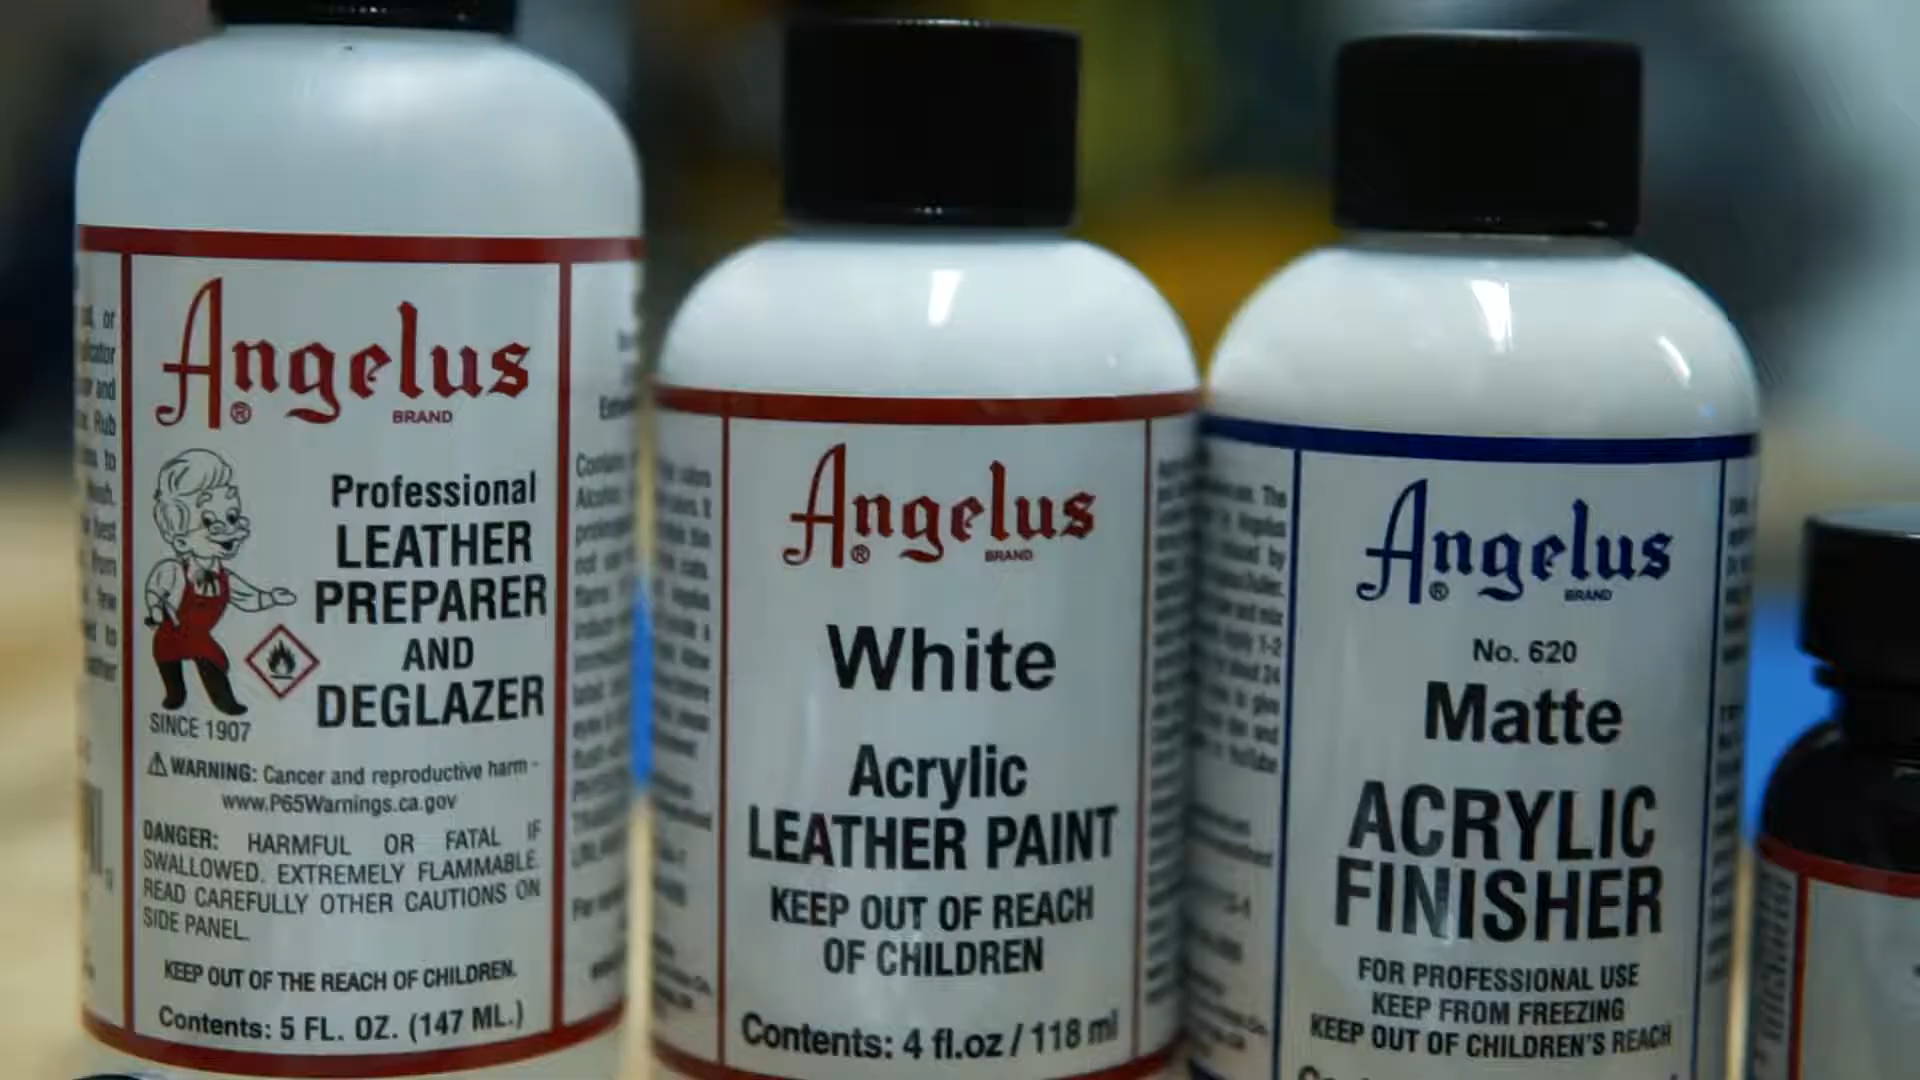 Angelus
®
BRAND
Professional
LEATHER
PREPARER
AND
DEGLAZER
SINCE 1907
WARNING: Cancer and reproductive harm -
www.P65Warnings.ca.gov
DANGER: HARMFUL OR FATAL IF
SWALLOWED. EXTREMELY FLAMMABLE.
READ CAREFULLY OTHER CAUTIONS ON
SIDE PANEL.
KEEP OUT OF THE REACH OF CHILDREN.
Contents: 5 FL. OZ. (147 ML.)
Angelus
®
BRAND
White
Acrylic
LEATHER PAINT
KEEP OUT OF REACH
OF CHILDREN
Contents: 4 fl.oz / 118 ml
Angelus
®
BRAND
No. 620
Matte
ACRYLIC
FINISHER
FOR PROFESSIONAL USE
KEEP FROM FREEZING
KEEP OUT OF CHILDREN'S REACH